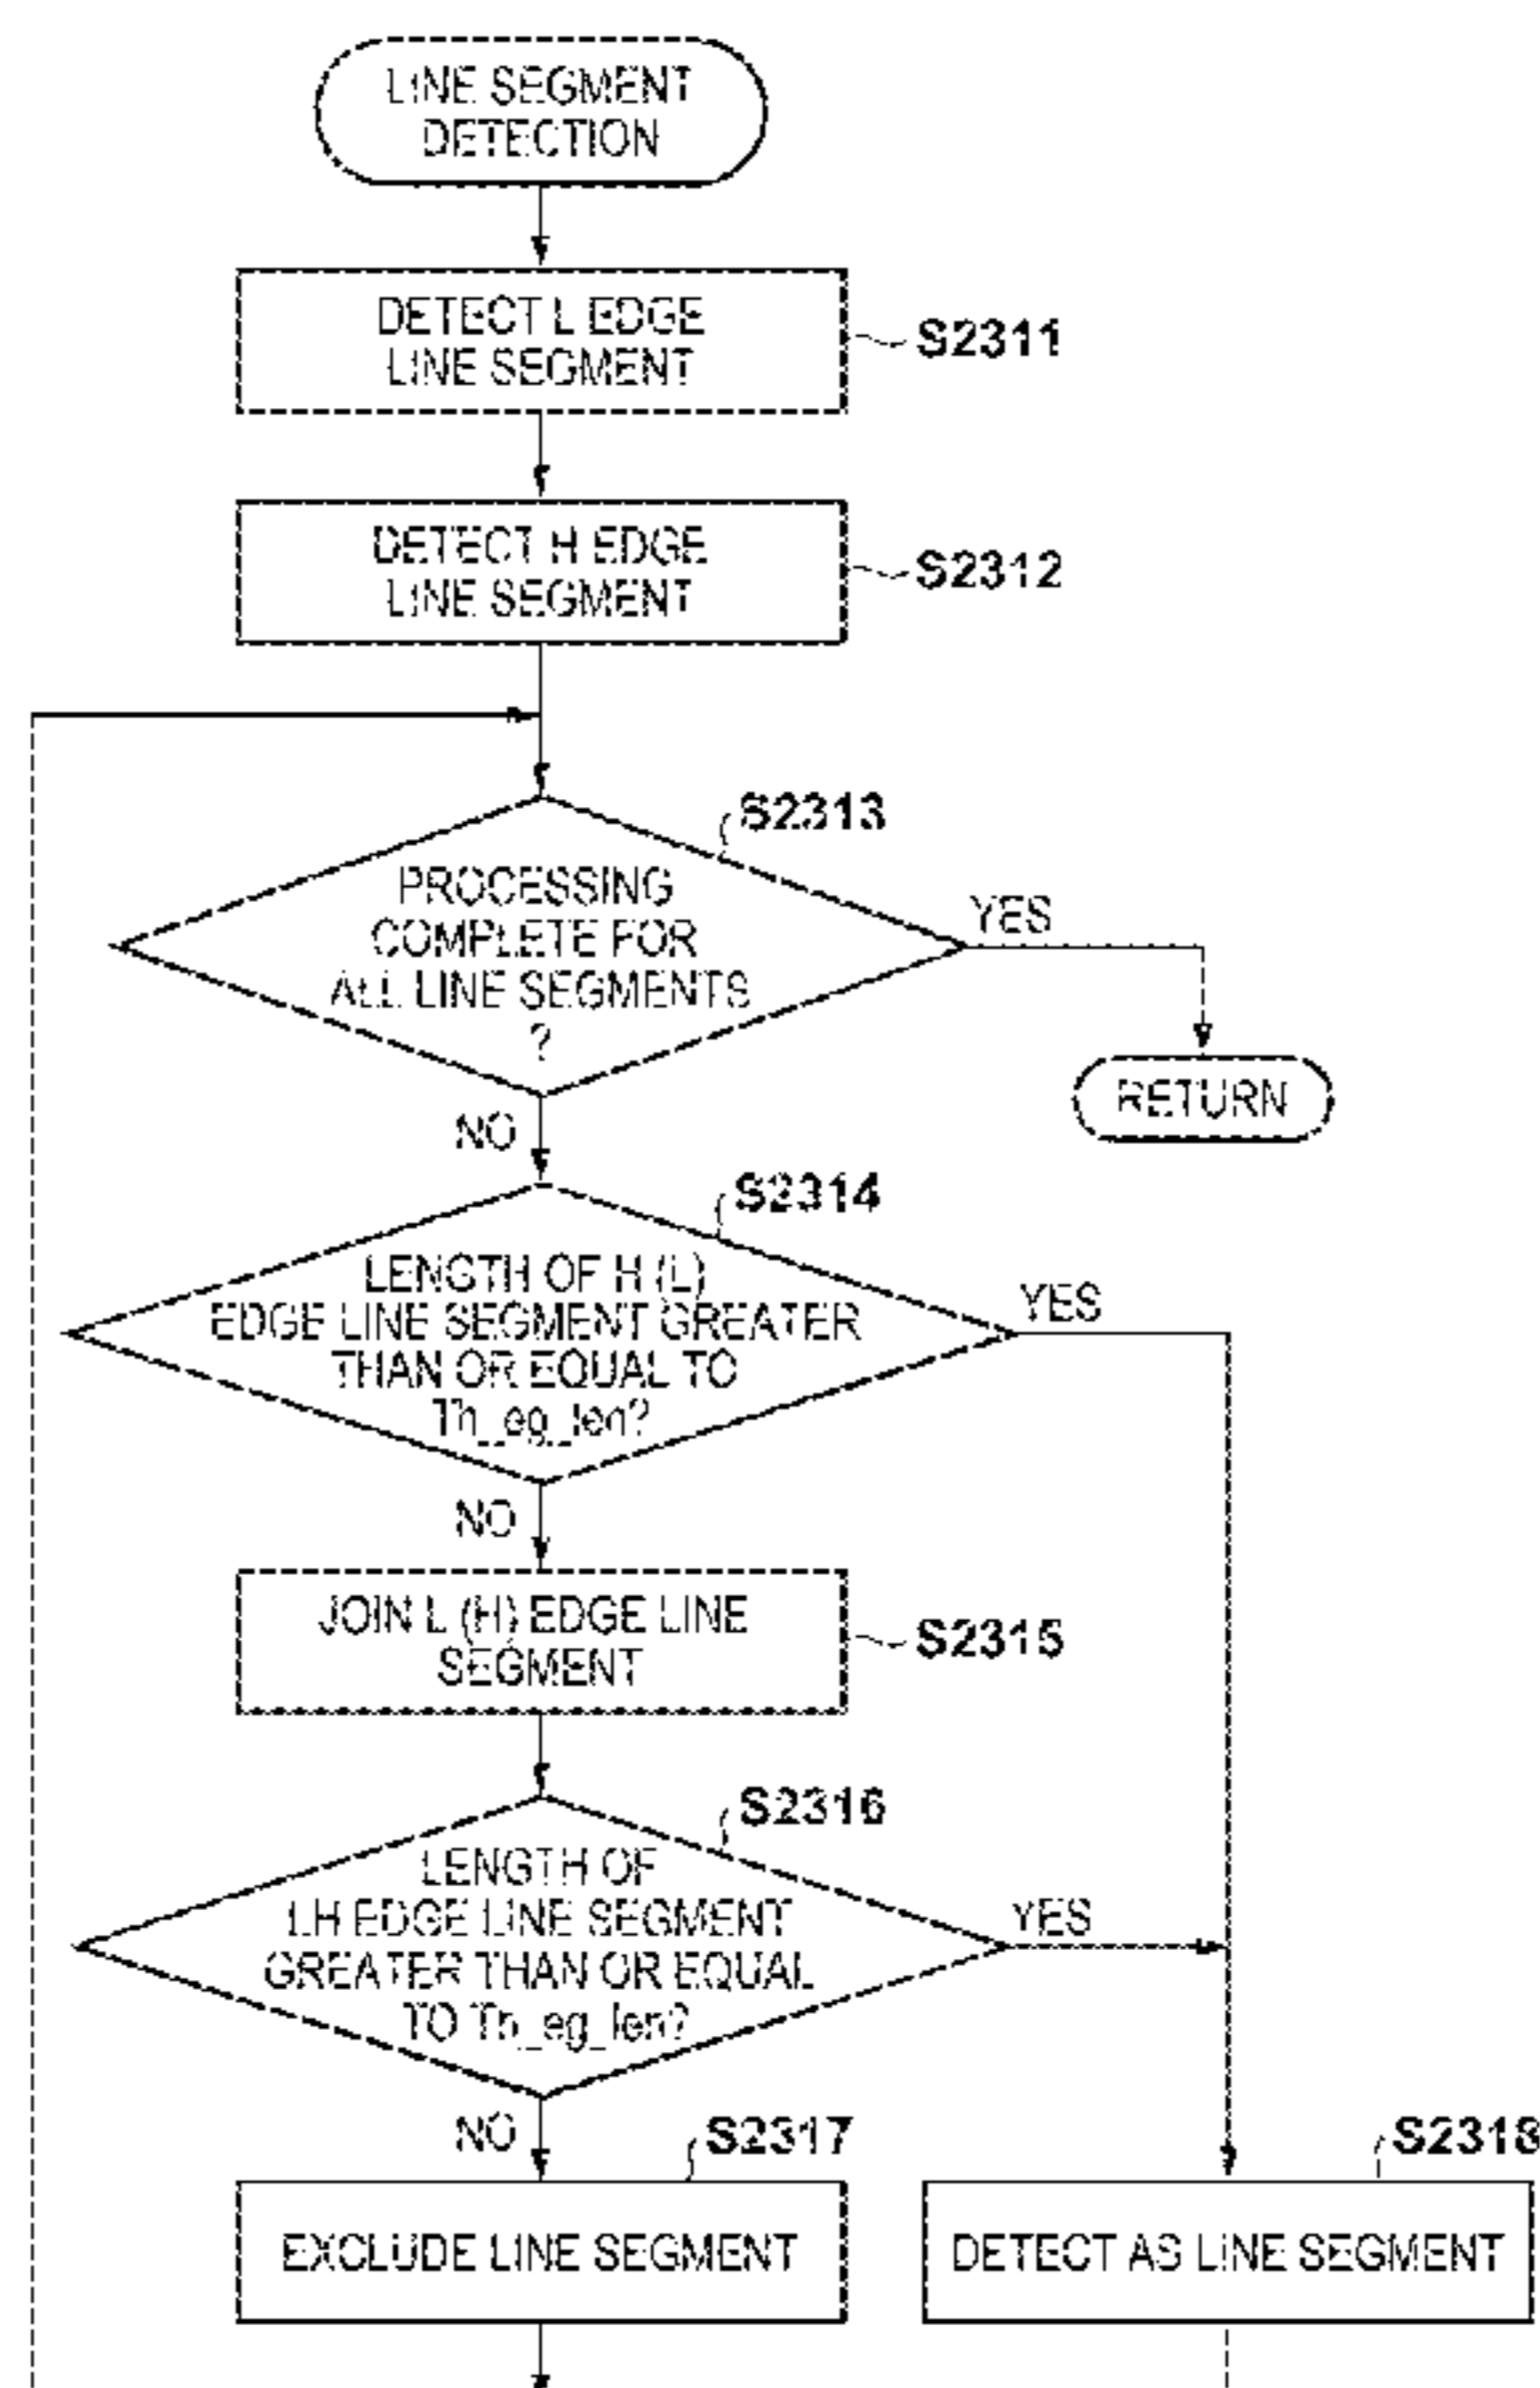 LINE SEGMENT
DETECTION
DETECT L EDGE
LINE SEGMENT
S2311
DETECT H EDGE
LINE SEGMENT
S2312
S2313
PROCESSING
COMPLETE FOR
ALL LINE SEGMENTS
?
YES
RETURN
NO
S2314
LENGTH OF H (L)
EDGE LINE SEGMENT GREATER
THAN OR EQUAL TO
Th_eg_len?
YES
NO
JOIN L (H) EDGE LINE
SEGMENT
S2315
S2316
LENGTH OF
LH EDGE LINE SEGMENT
GREATER THAN OR EQUAL
TO Th_eg_len?
YES
NO
S2317
EXCLUDE LINE SEGMENT
S2318
DETECT AS LINE SEGMENT